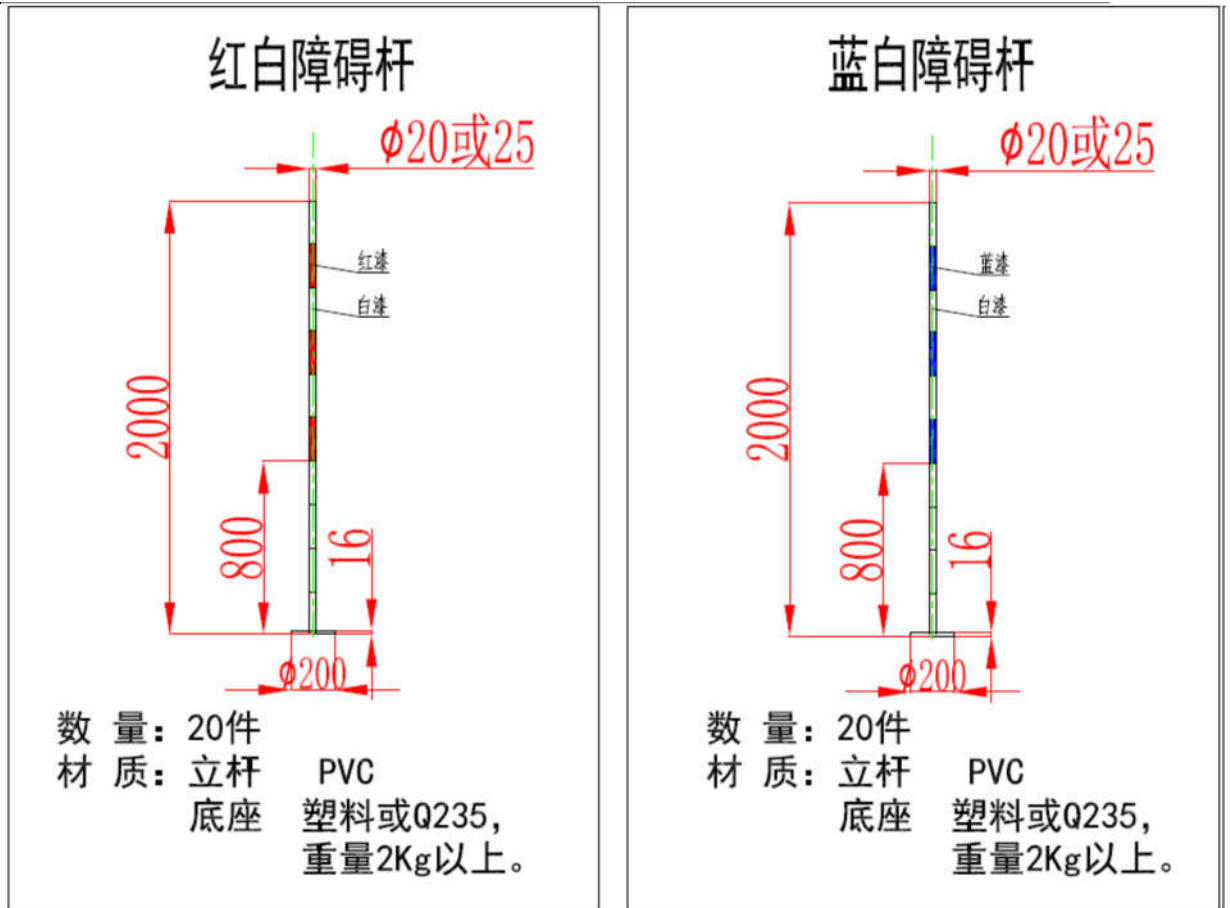 红白障碍杆
ϕ20或25
红漆
白漆
2000
800
16
ϕ200
数 量：20件
材 质：立杆 PVC
底座 塑料或Q235，
重量2Kg以上。
蓝白障碍杆
ϕ20或25
蓝漆
白漆
2000
800
16
ϕ200
数 量：20件
材 质：立杆 PVC
底座 塑料或Q235，
重量2Kg以上。